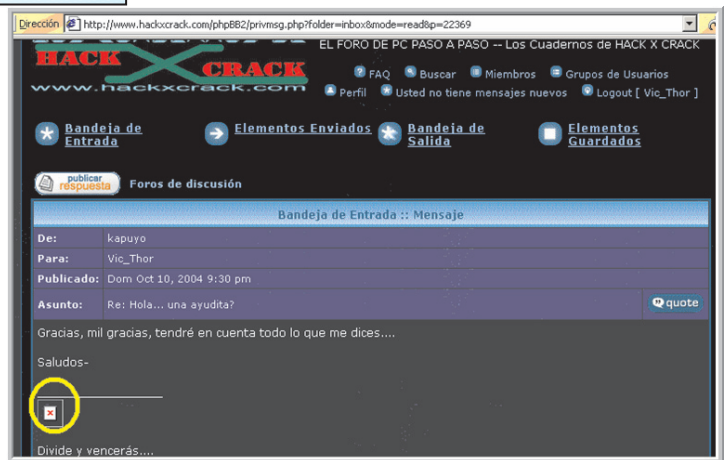 Dirección http://www.hackxcrack.com/phpBB2/privmsg.php?folder=inbox&mode=read&p=22369
EL FORO DE PC PASO A PASO -- Los Cuadernos de HACK X CRACK
HACK X CRACK
www.hackxcrack.com
FAQ Buscar Miembros Grupos de Usuarios
Perfil Usted no tiene mensajes nuevos Logout [ Vic_Thor ]
Bandeja de Entrada
Elementos Enviados
Bandeja de Salida
Elementos Guardados
publicar respuesta
Foros de discusión
Bandeja de Entrada :: Mensaje
De: kapuyo
Para: Vic_Thor
Publicado: Dom Oct 10, 2004 9:30 pm
Asunto: Re: Hola... una ayudita?
quote
Gracias, mil gracias, tendré en cuenta todo lo que me dices....
Saludos-
Divide y vencerás....